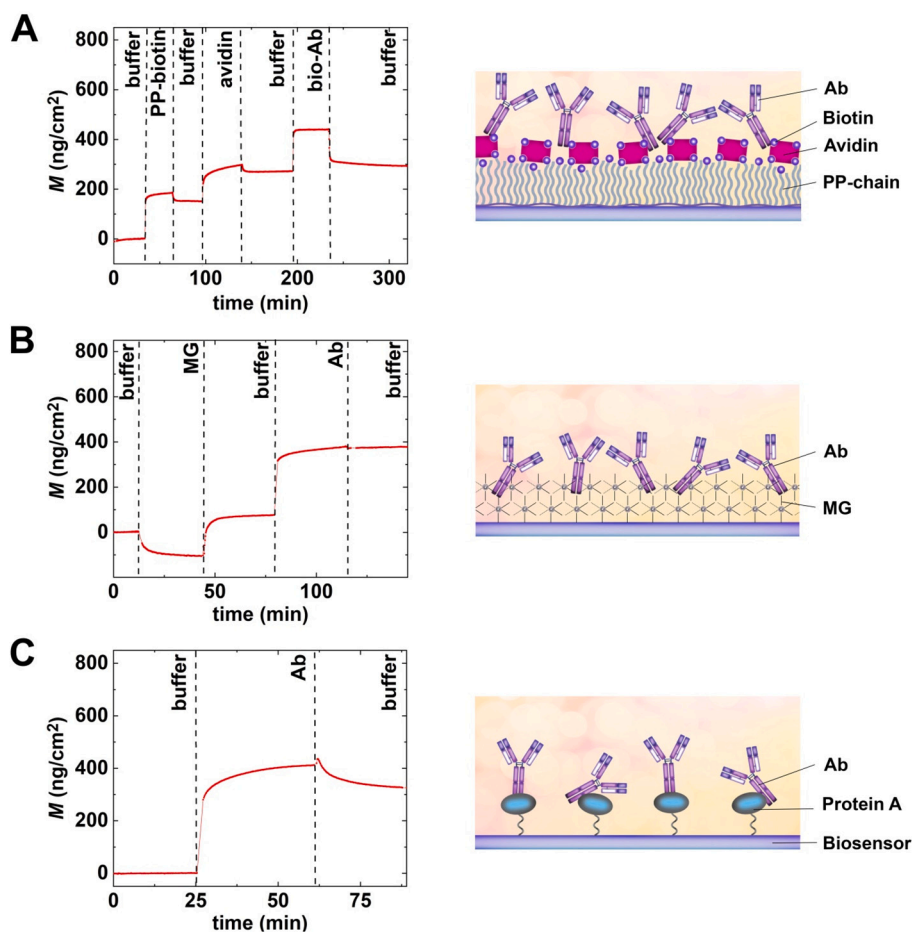 A
M (ng/cm2)
800
600
400
200
0
buffer
PP-biotin
buffer
avidin
buffer
bio-Ab
buffer
0
100
200
300
time (min)
Ab
Biotin
Avidin
PP-chain
B
M (ng/cm2)
800
600
400
200
0
buffer
MG
buffer
Ab
buffer
0
50
100
time (min)
Ab
MG
C
M (ng/cm2)
800
600
400
200
0
buffer
Ab
buffer
0
25
50
75
time (min)
Ab
Protein A
Biosensor